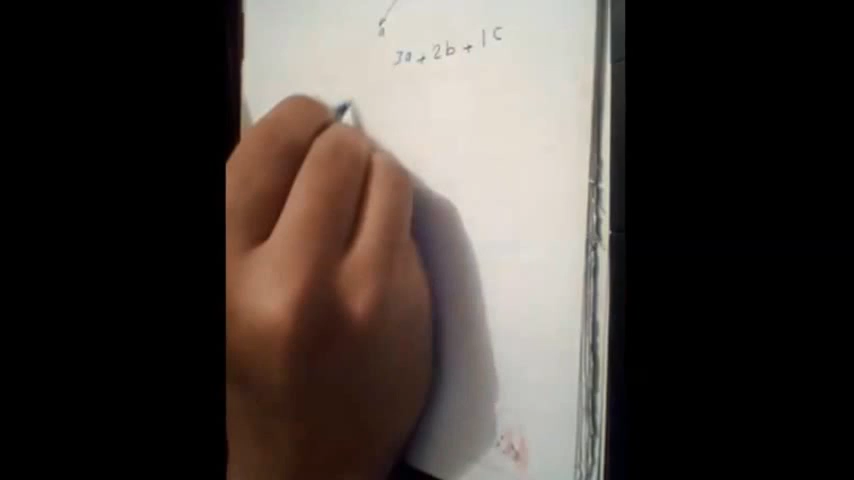 a
3a + 2b + 1c